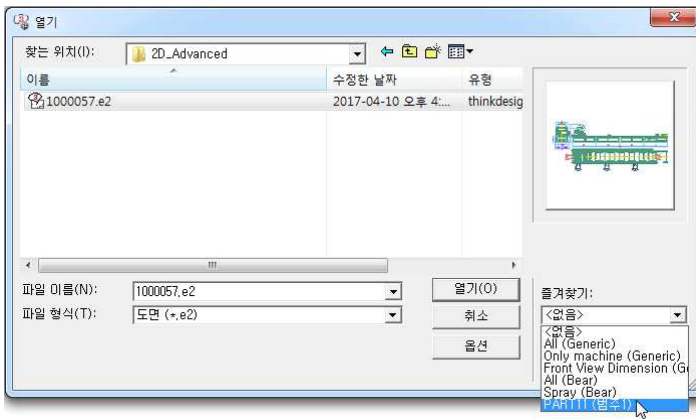 열기
찾는 위치(I): 2D_Advanced
이름 수정한 날짜 유형
1000057.e2 2017-04-10 오후 4:... thinkdesig
파일 이름(N): 1000057.e2 열기(O)
파일 형식(T): 도면 (*.e2) 취소
옵션
즐겨찾기:
<없음>
<없음>
All (Generic)
Only machine (Generic)
Front View Dimension (G
All (Bear)
Spray (Bear)